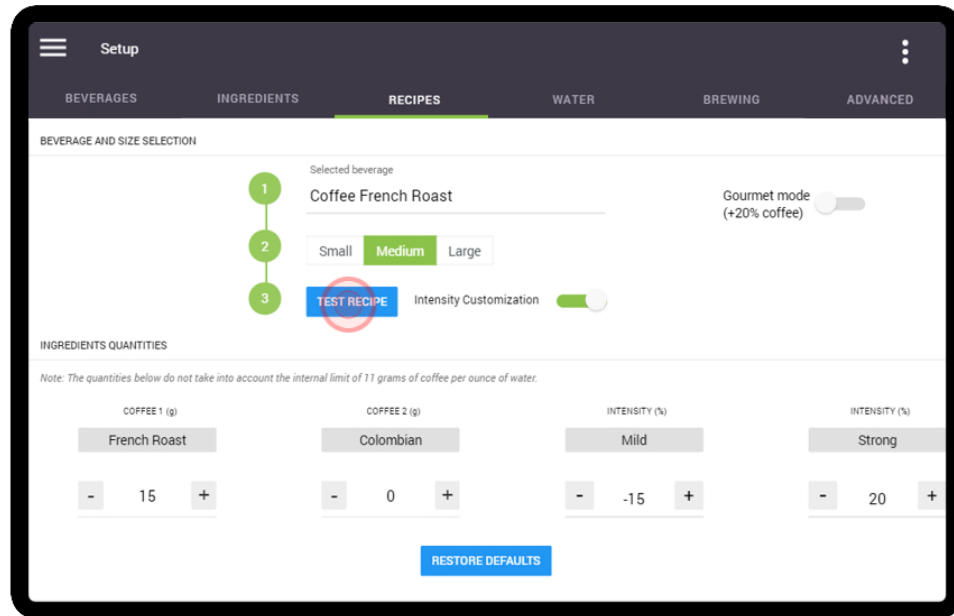 Setup
BEVERAGES INGREDIENTS RECIPES WATER BREWING ADVANCED
BEVERAGE AND SIZE SELECTION
Selected beverage
1 Coffee French Roast
Gourmet mode
(+20% coffee)
2 Small Medium Large
3 TEST RECIPE Intensity Customization
INGREDIENTS QUANTITIES
Note: The quantities below do not take into account the internal limit of 11 grams of coffee per ounce of water.
COFFEE 1 (g) COFFEE 2 (g) INTENSITY (%) INTENSITY (%)
French Roast Colombian Mild Strong
- 15 + - 0 + - -15 + - 20 +
RESTORE DEFAULTS